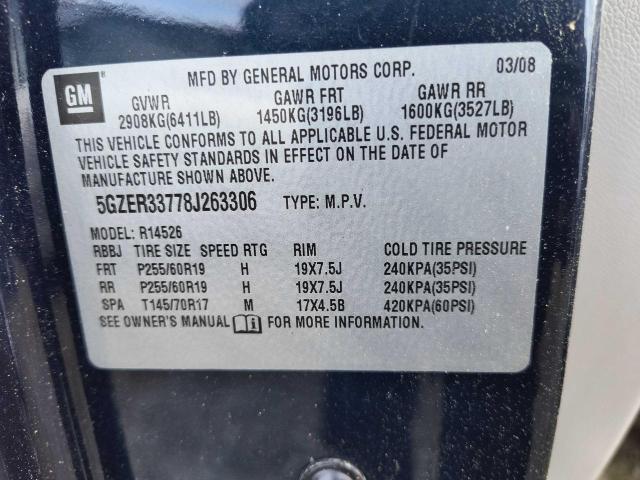 GM
MFD BY GENERAL MOTORS CORP. 03/08
GVWR GAWR FRT GAWR RR
2908KG(6411LB) 1450KG(3196LB) 1600KG(3527LB)
THIS VEHICLE CONFORMS TO ALL APPLICABLE U.S. FEDERAL MOTOR
VEHICLE SAFETY STANDARDS IN EFFECT ON THE DATE OF
MANUFACTURE SHOWN ABOVE.
5GZER33778J263306 TYPE: M.P.V.
MODEL: R14526
RBBJ TIRE SIZE SPEED RTG RIM COLD TIRE PRESSURE
FRT P255/60R19 H 19X7.5J 240KPA(35PSI)
RR P255/60R19 H 19X7.5J 240KPA(35PSI)
SPA T145/70R17 M 17X4.5B 420KPA(60PSI)
SEE OWNER'S MANUAL FOR MORE INFORMATION.